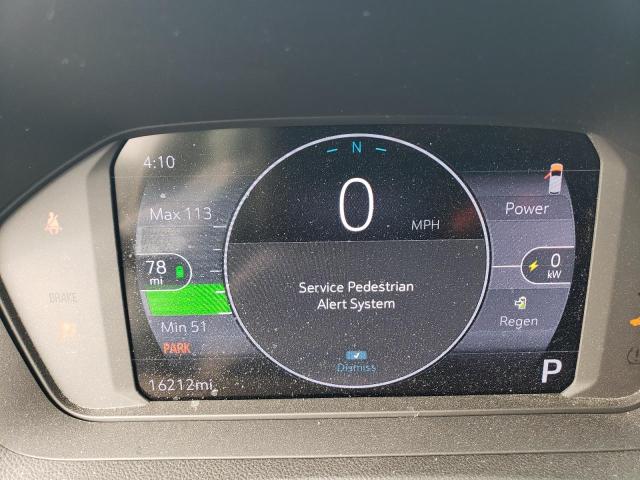 4:10
N
Max 113
0
MPH
Power
78
mi
0
kW
Service Pedestrian
Alert System
BRAKE
Min 51
Regen
PARK
Dismiss
16212mi
P